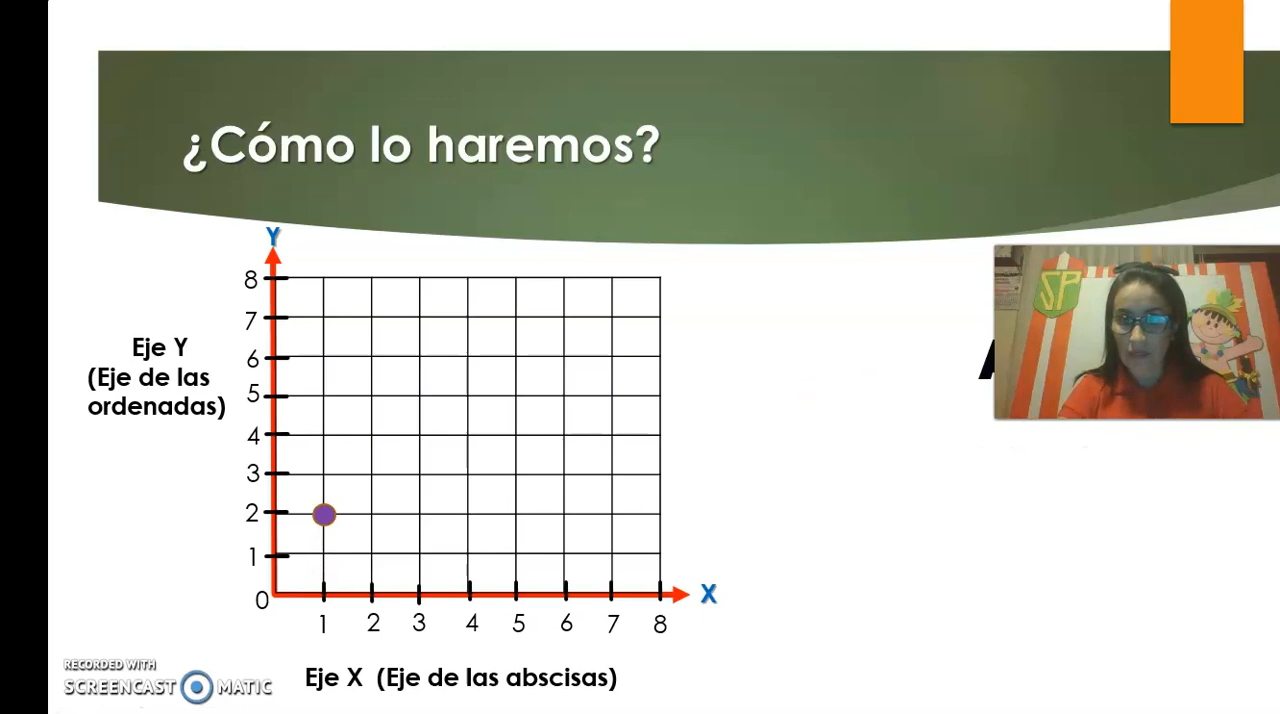 ¿Cómo lo haremos?
Y
8
7
6
5
4
3
2
1
0
Eje Y
(Eje de las
ordenadas)
SP
X
1 2 3 4 5 6 7 8
Eje X (Eje de las abscisas)
RECORDED WITH
SCREENCAST MATIC